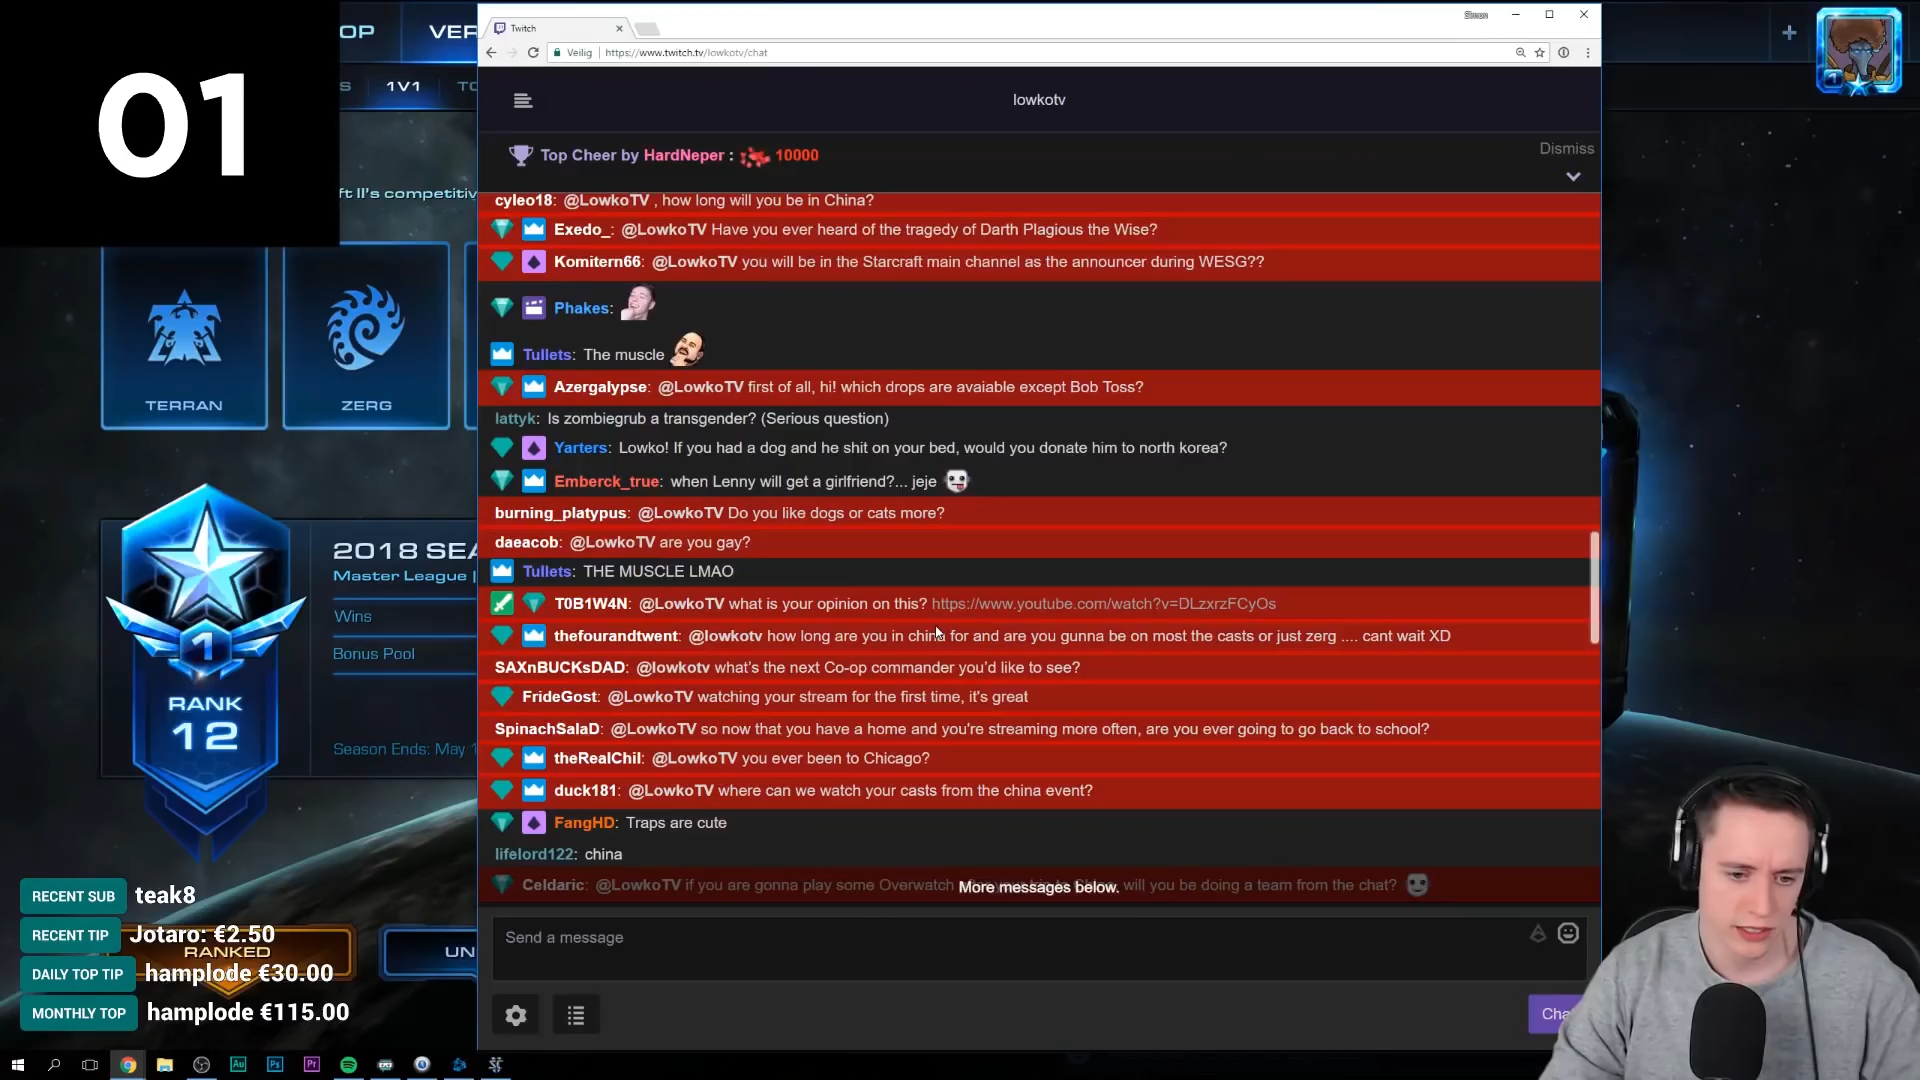 01
OP
VER
S
1V1
TO
ft II's competitiv
TERRAN
ZERG
2018 SEA
Master League |
Wins
Bonus Pool
1
RANK
12
Season Ends: May 1
RECENT SUB teak8
RECENT TIP Jotaro: €2.50
RANKED
UN
DAILY TOP TIP hamplode €30.00
MONTHLY TOP hamplode €115.00
Twitch
Simon
Veilig https://www.twitch.tv/lowkotv/chat
lowkotv
Top Cheer by HardNeper : 10000
Dismiss
cyleo18: @LowkoTV , how long will you be in China?
Exedo_: @LowkoTV Have you ever heard of the tragedy of Darth Plagious the Wise?
Komitern66: @LowkoTV you will be in the Starcraft main channel as the announcer during WESG??
Phakes:
Tullets: The muscle
Azergalypse: @LowkoTV first of all, hi! which drops are avaiable except Bob Toss?
lattyk: Is zombiegrub a transgender? (Serious question)
Yarters: Lowko! If you had a dog and he shit on your bed, would you donate him to north korea?
Emberck_true: when Lenny will get a girlfriend?... jeje
burning_platypus: @LowkoTV Do you like dogs or cats more?
daeacob: @LowkoTV are you gay?
Tullets: THE MUSCLE LMAO
T0B1W4N: @LowkoTV what is your opinion on this? https://www.youtube.com/watch?v=DLzxrzFCyOs
thefourandtwent: @lowkotv how long are you in china for and are you gunna be on most the casts or just zerg .... cant wait XD
SAXnBUCKsDAD: @lowkotv what's the next Co-op commander you'd like to see?
FrideGost: @LowkoTV watching your stream for the first time, it's great
SpinachSalaD: @LowkoTV so now that you have a home and you're streaming more often, are you ever going to go back to school?
theRealChil: @LowkoTV you ever been to Chicago?
duck181: @LowkoTV where can we watch your casts from the china event?
FangHD: Traps are cute
lifelord122: china
Celdaric: @LowkoTV if you are gonna play some Overwatch will you be doing a team from the chat?
More messages below.
Send a message
Cha
1
Au
Ps
Pr